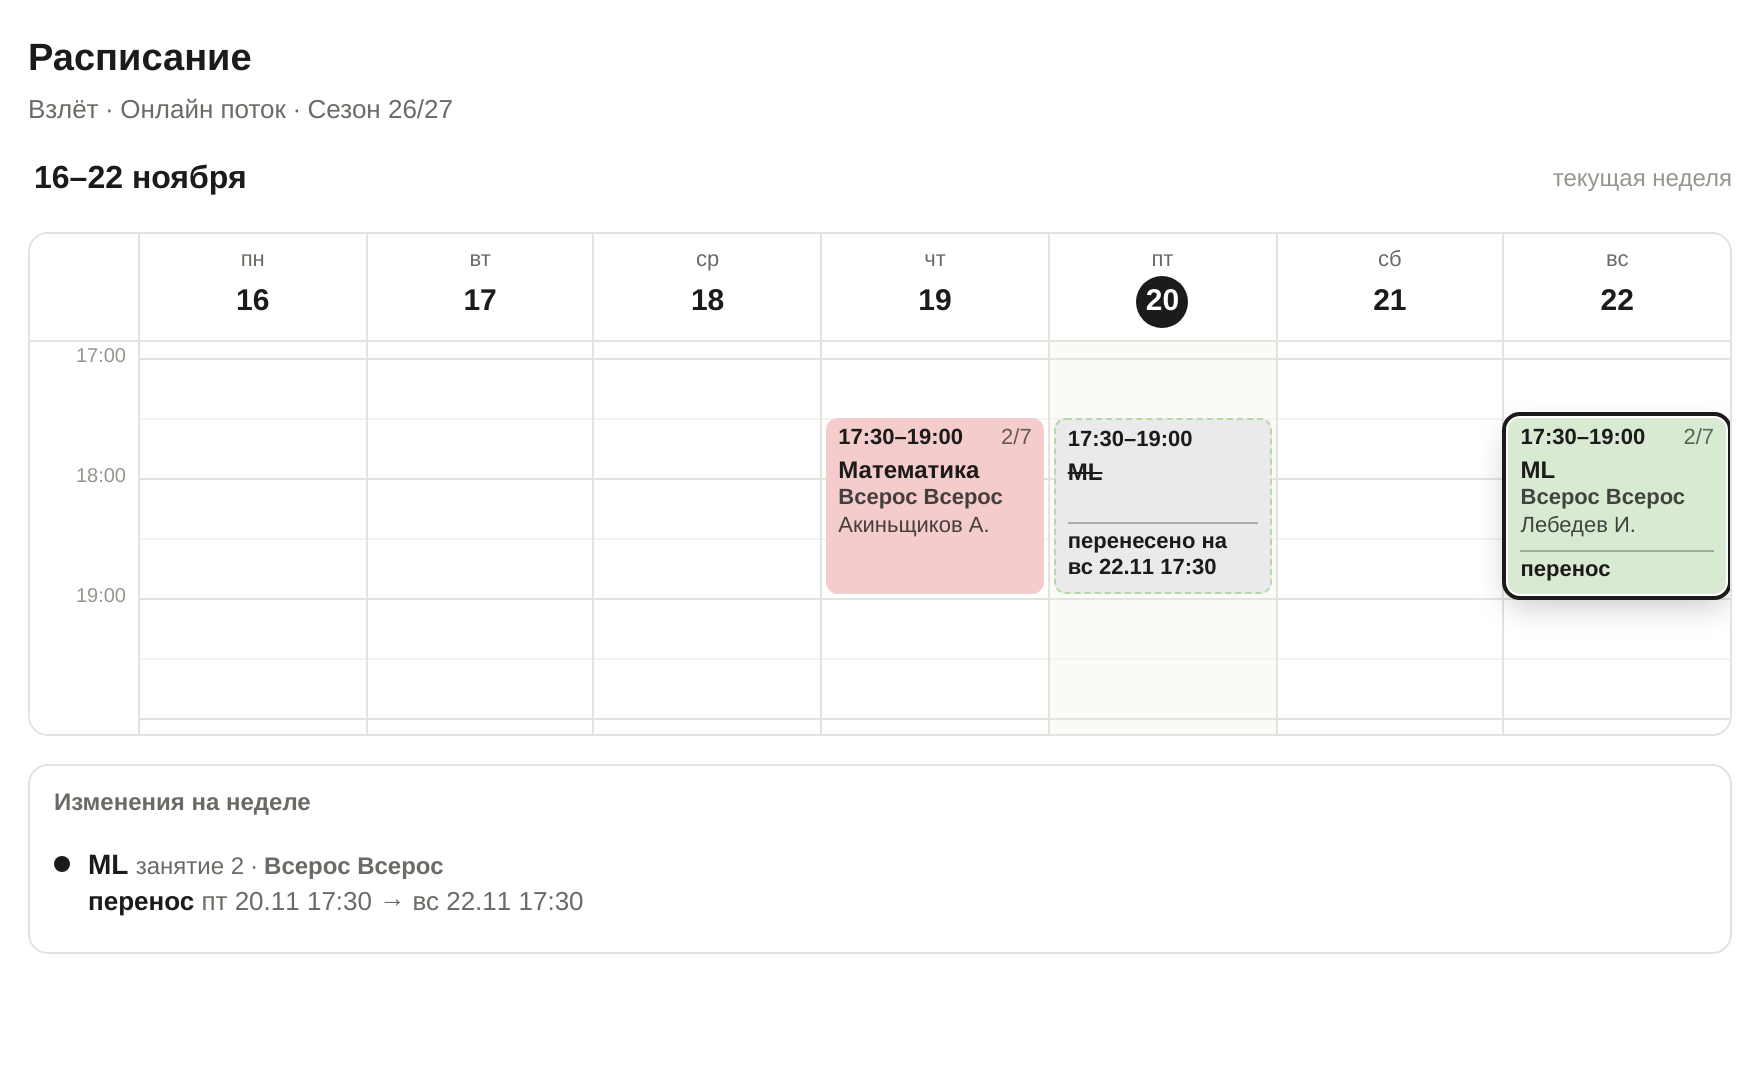 Расписание
Взлёт · Онлайн поток · Сезон 26/27
16–22 ноября
текущая неделя
пн
вт
ср
чт
пт
сб
вс
16
17
18
19
20
21
22
17:00
18:00
19:00
17:30–19:00 2/7
Математика
Всерос Всерос
Акиньщиков А.
17:30–19:00
ML
перенесено на
вс 22.11 17:30
17:30–19:00 2/7
ML
Всерос Всерос
Лебедев И.
перенос
Изменения на неделе
ML занятие 2 · Всерос Всерос
перенос пт 20.11 17:30 → вс 22.11 17:30